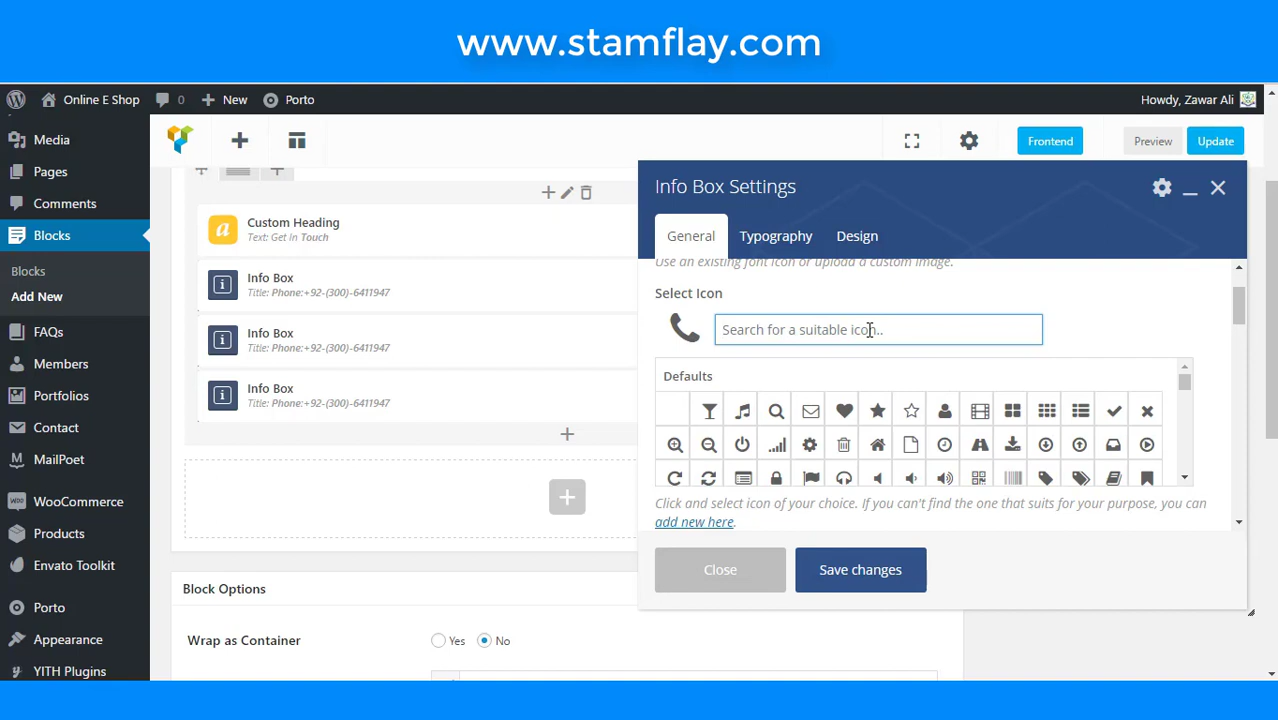 www.stamflay.com
Online E Shop 0 New Porto Howdy, Zawar Ali
Media
Pages
Comments
Blocks
Blocks
Add New
FAQs
Members
Portfolios
Contact
MailPoet
WooCommerce
Products
Envato Toolkit
Porto
Appearance
YITH Plugins
Frontend Preview Update
Custom Heading
Text: Get In Touch
Info Box
Title: Phone:+92-(300)-6411947
Info Box
Title: Phone:+92-(300)-6411947
Info Box
Title: Phone:+92-(300)-6411947
Block Options
Wrap as Container Yes No
Info Box Settings
General Typography Design
Use an existing font icon or upload a custom image.
Select Icon
Search for a suitable icon..
Defaults
Click and select icon of your choice. If you can't find the one that suits for your purpose, you can
add new here.
Close Save changes